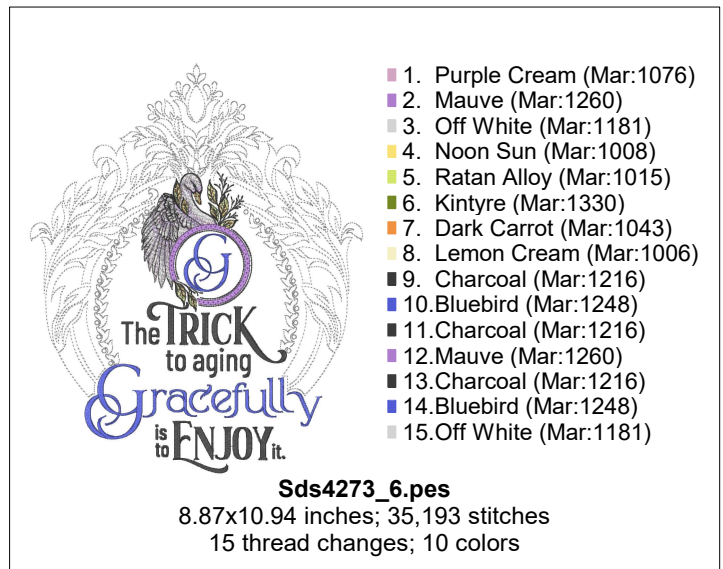 G
The TRICK
to aging
Gracefully
is to ENJOY it.
1. Purple Cream (Mar:1076)
2. Mauve (Mar:1260)
3. Off White (Mar:1181)
4. Noon Sun (Mar:1008)
5. Ratan Alloy (Mar:1015)
6. Kintyre (Mar:1330)
7. Dark Carrot (Mar:1043)
8. Lemon Cream (Mar:1006)
9. Charcoal (Mar:1216)
10.Bluebird (Mar:1248)
11.Charcoal (Mar:1216)
12.Mauve (Mar:1260)
13.Charcoal (Mar:1216)
14.Bluebird (Mar:1248)
15.Off White (Mar:1181)
Sds4273_6.pes
8.87x10.94 inches; 35,193 stitches
15 thread changes; 10 colors